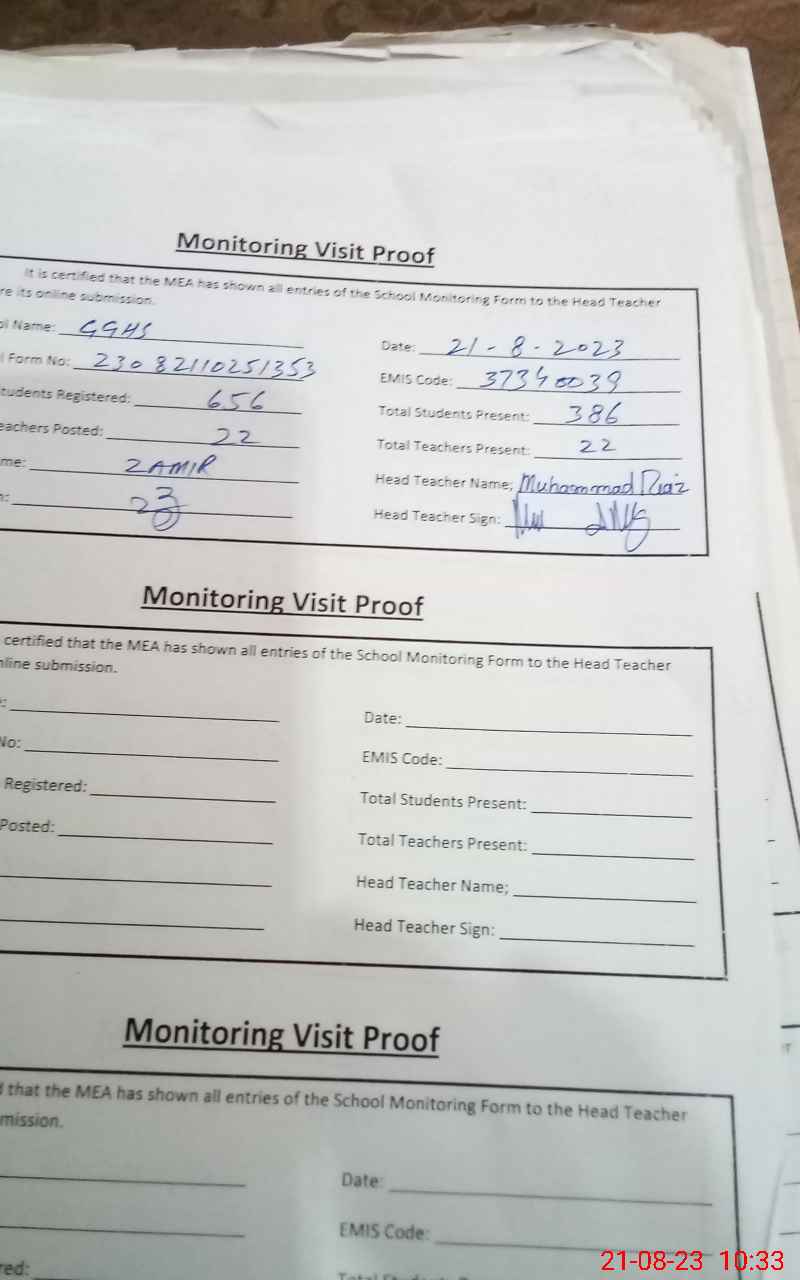 Monitoring Visit Proof
It is certified that the MEA has shown all entries of the School Monitoring Form to the Head Teacher
re its online submission.
ol Name: GGHS Date: 21-8-2023
l Form No: 23082110251353 EMIS Code: 37340039
tudents Registered: 656 Total Students Present: 386
eachers Posted: 22 Total Teachers Present: 22
me: ZAMIR Head Teacher Name; Muhammad Riaz
n: Head Teacher Sign:
Monitoring Visit Proof
certified that the MEA has shown all entries of the School Monitoring Form to the Head Teacher
nline submission.
e: Date:
No: EMIS Code:
Registered: Total Students Present:
Posted: Total Teachers Present:
Head Teacher Name;
Head Teacher Sign:
Monitoring Visit Proof
d that the MEA has shown all entries of the School Monitoring Form to the Head Teacher
mission.
Date:
EMIS Code:
red:
21-08-23 10:33